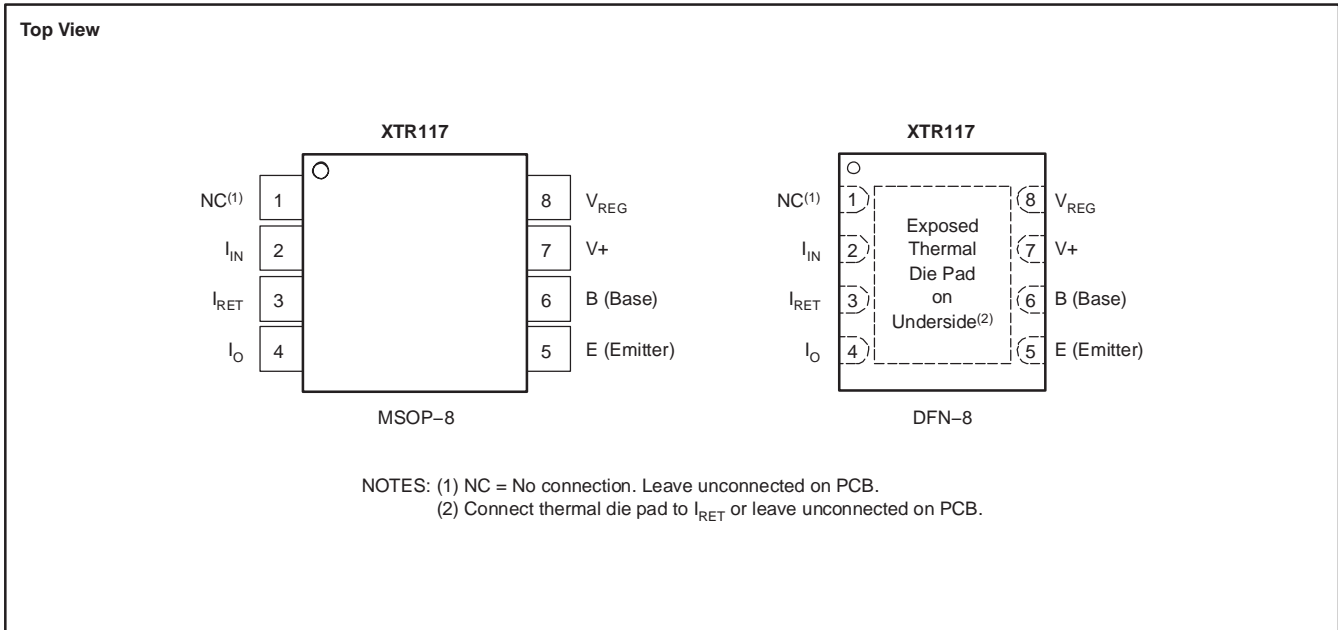 Top View
XTR117
NC(1) 1 8 VREG
IIN 2 7 V+
IRET 3 6 B (Base)
IO 4 5 E (Emitter)
MSOP−8
XTR117
NC(1) 1 8 VREG
IIN 2 7 V+
IRET 3 6 B (Base)
IO 4 5 E (Emitter)
Exposed
Thermal
Die Pad
on
Underside(2)
DFN−8
NOTES: (1) NC = No connection. Leave unconnected on PCB.
(2) Connect thermal die pad to IRET or leave unconnected on PCB.